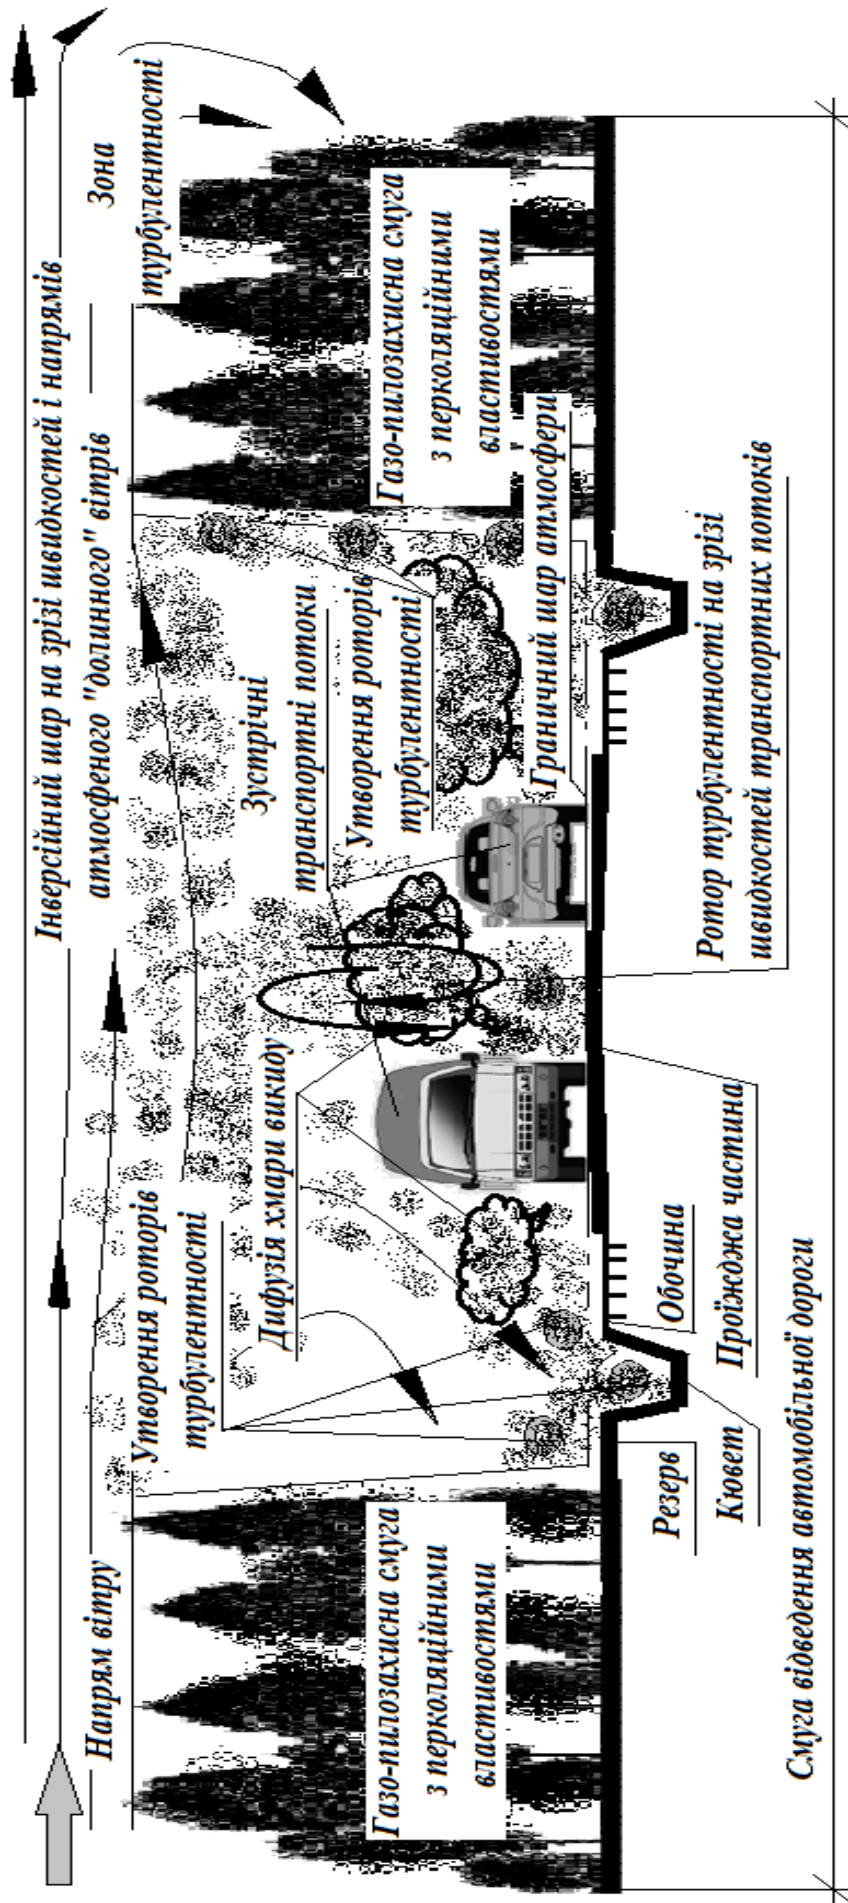 Інверсійний шар на зрізі швидкостей і напрямів
атмосфеного "долинного" вітрів
Напрям вітру
Зона
турбулентності
Утворення роторів
турбулентності
Дифузія хмари викиду
Зустрічні
транспортні потоки
Утворення роторів
турбулентності
Газо-пилозахисна смуга
з перколяційними
властивостями
Газо-пилозахисна смуга
з перколяційними
властивостями
Граничний шар атмосфери
Резерв
Кювет
Обочина
Проїжджа частина
Ротор турбулентності на зрізі
швидкостей транспортних потоків
Смуга відведення автомобільної дороги